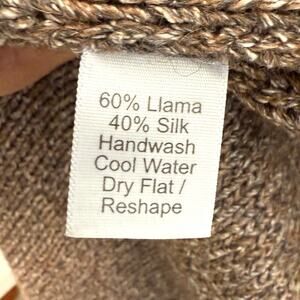 60% Llama
40% Silk
Handwash
Cool Water
Dry Flat /
Reshape